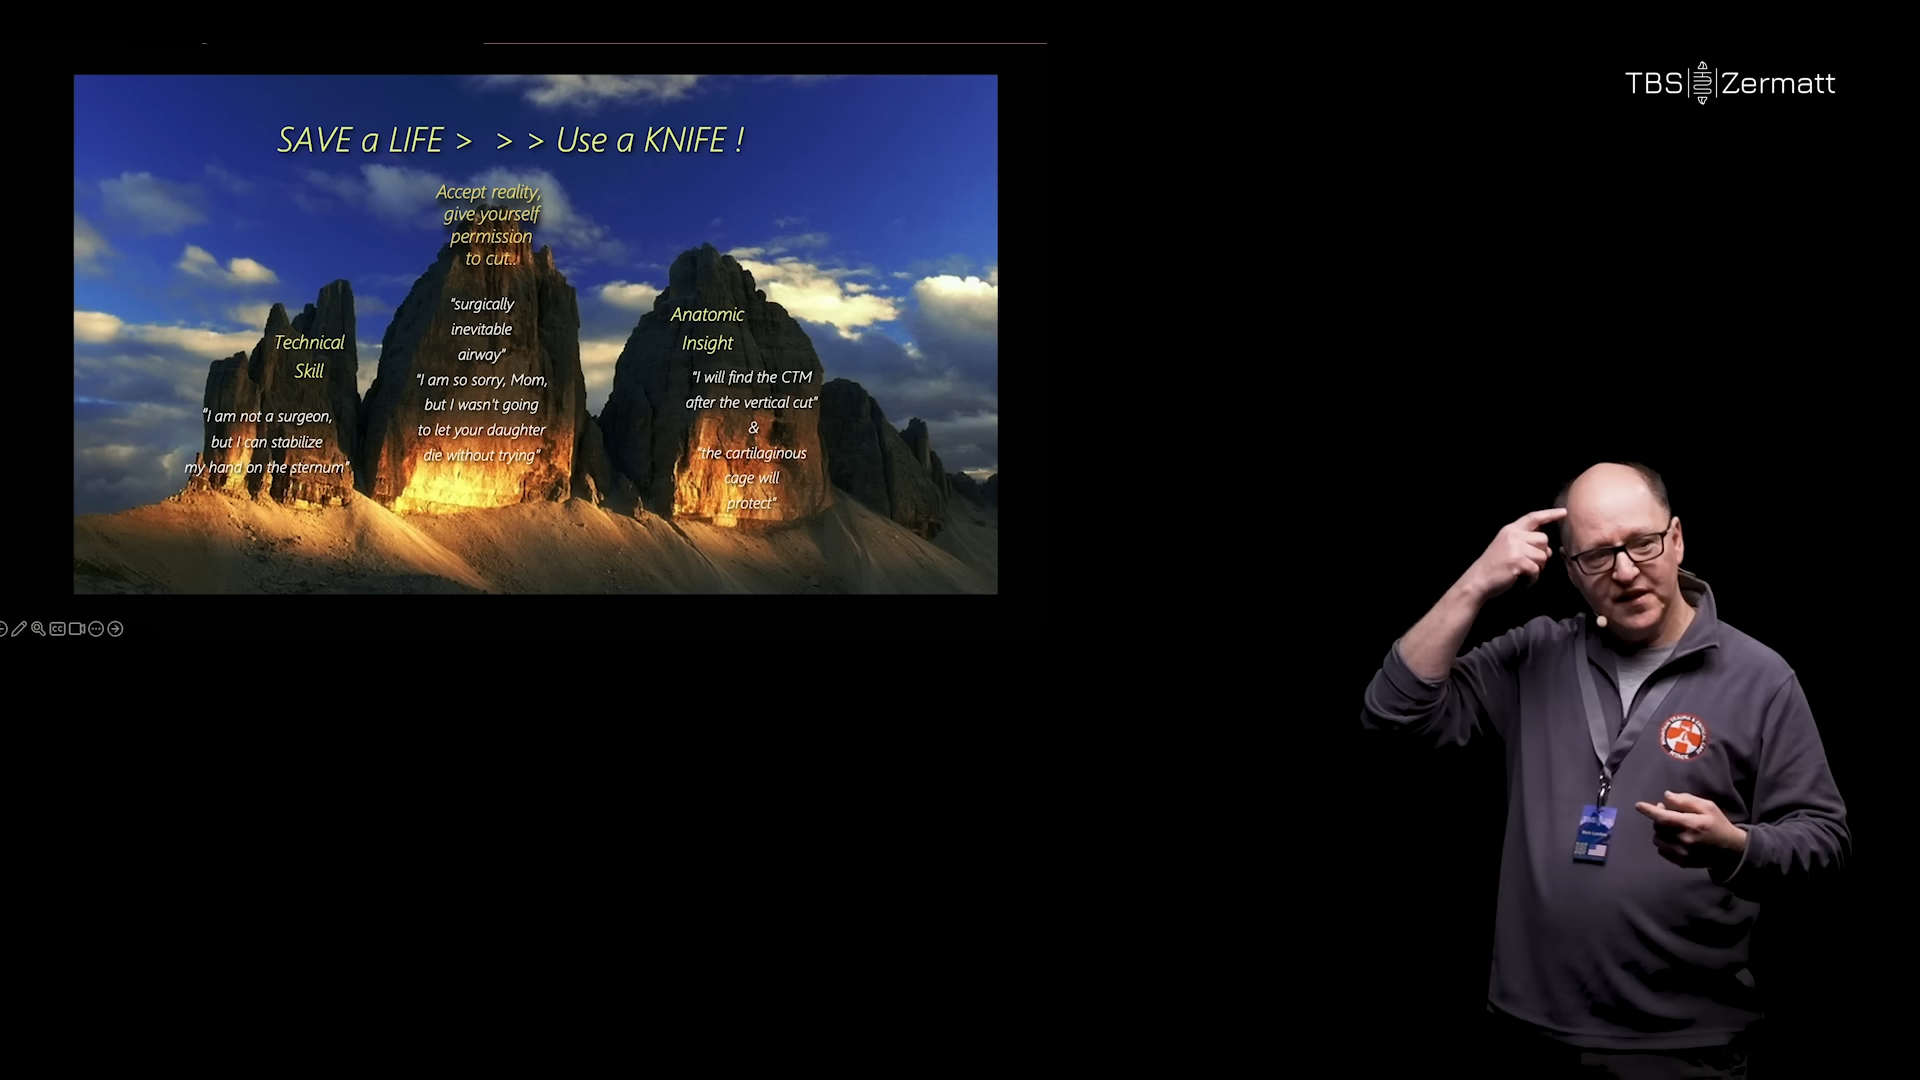 TBS Zermatt
SAVE a LIFE > > > Use a KNIFE !
Accept reality,
give yourself
permission
to cut..
"surgically
inevitable
airway"
"I am so sorry, Mom,
but I wasn't going
to let your daughter
die without trying"
Technical
Skill
"I am not a surgeon,
but I can stabilize
my hand on the sternum"
Anatomic
Insight
"I will find the CTM
after the vertical cut"
&
"the cartilaginous
cage will
protect"
CC